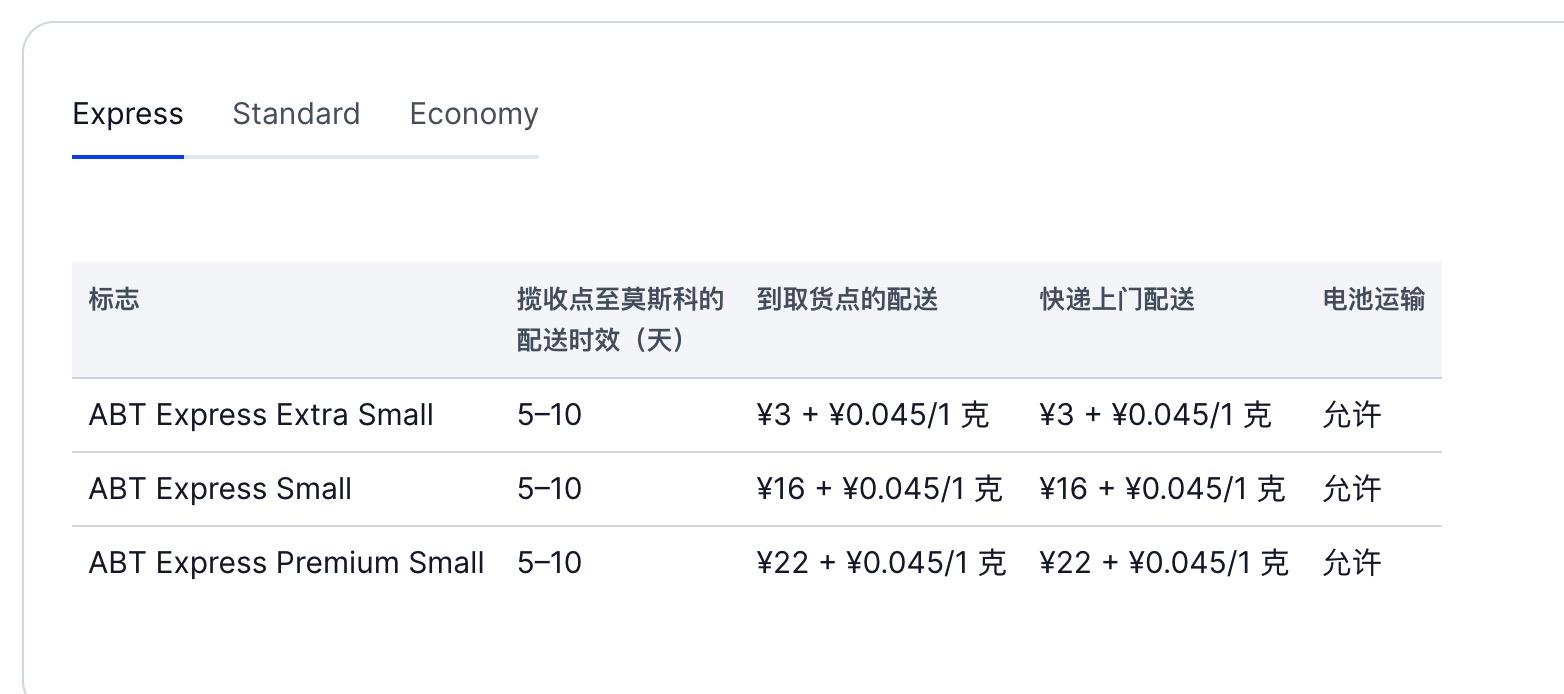 Express Standard Economy
标志 揽收点至莫斯科的 到取货点的配送 快递上门配送 电池运输
配送时效（天）
ABT Express Extra Small 5–10 ¥3 + ¥0.045/1 克 ¥3 + ¥0.045/1 克 允许
ABT Express Small 5–10 ¥16 + ¥0.045/1 克 ¥16 + ¥0.045/1 克 允许
ABT Express Premium Small 5–10 ¥22 + ¥0.045/1 克 ¥22 + ¥0.045/1 克 允许